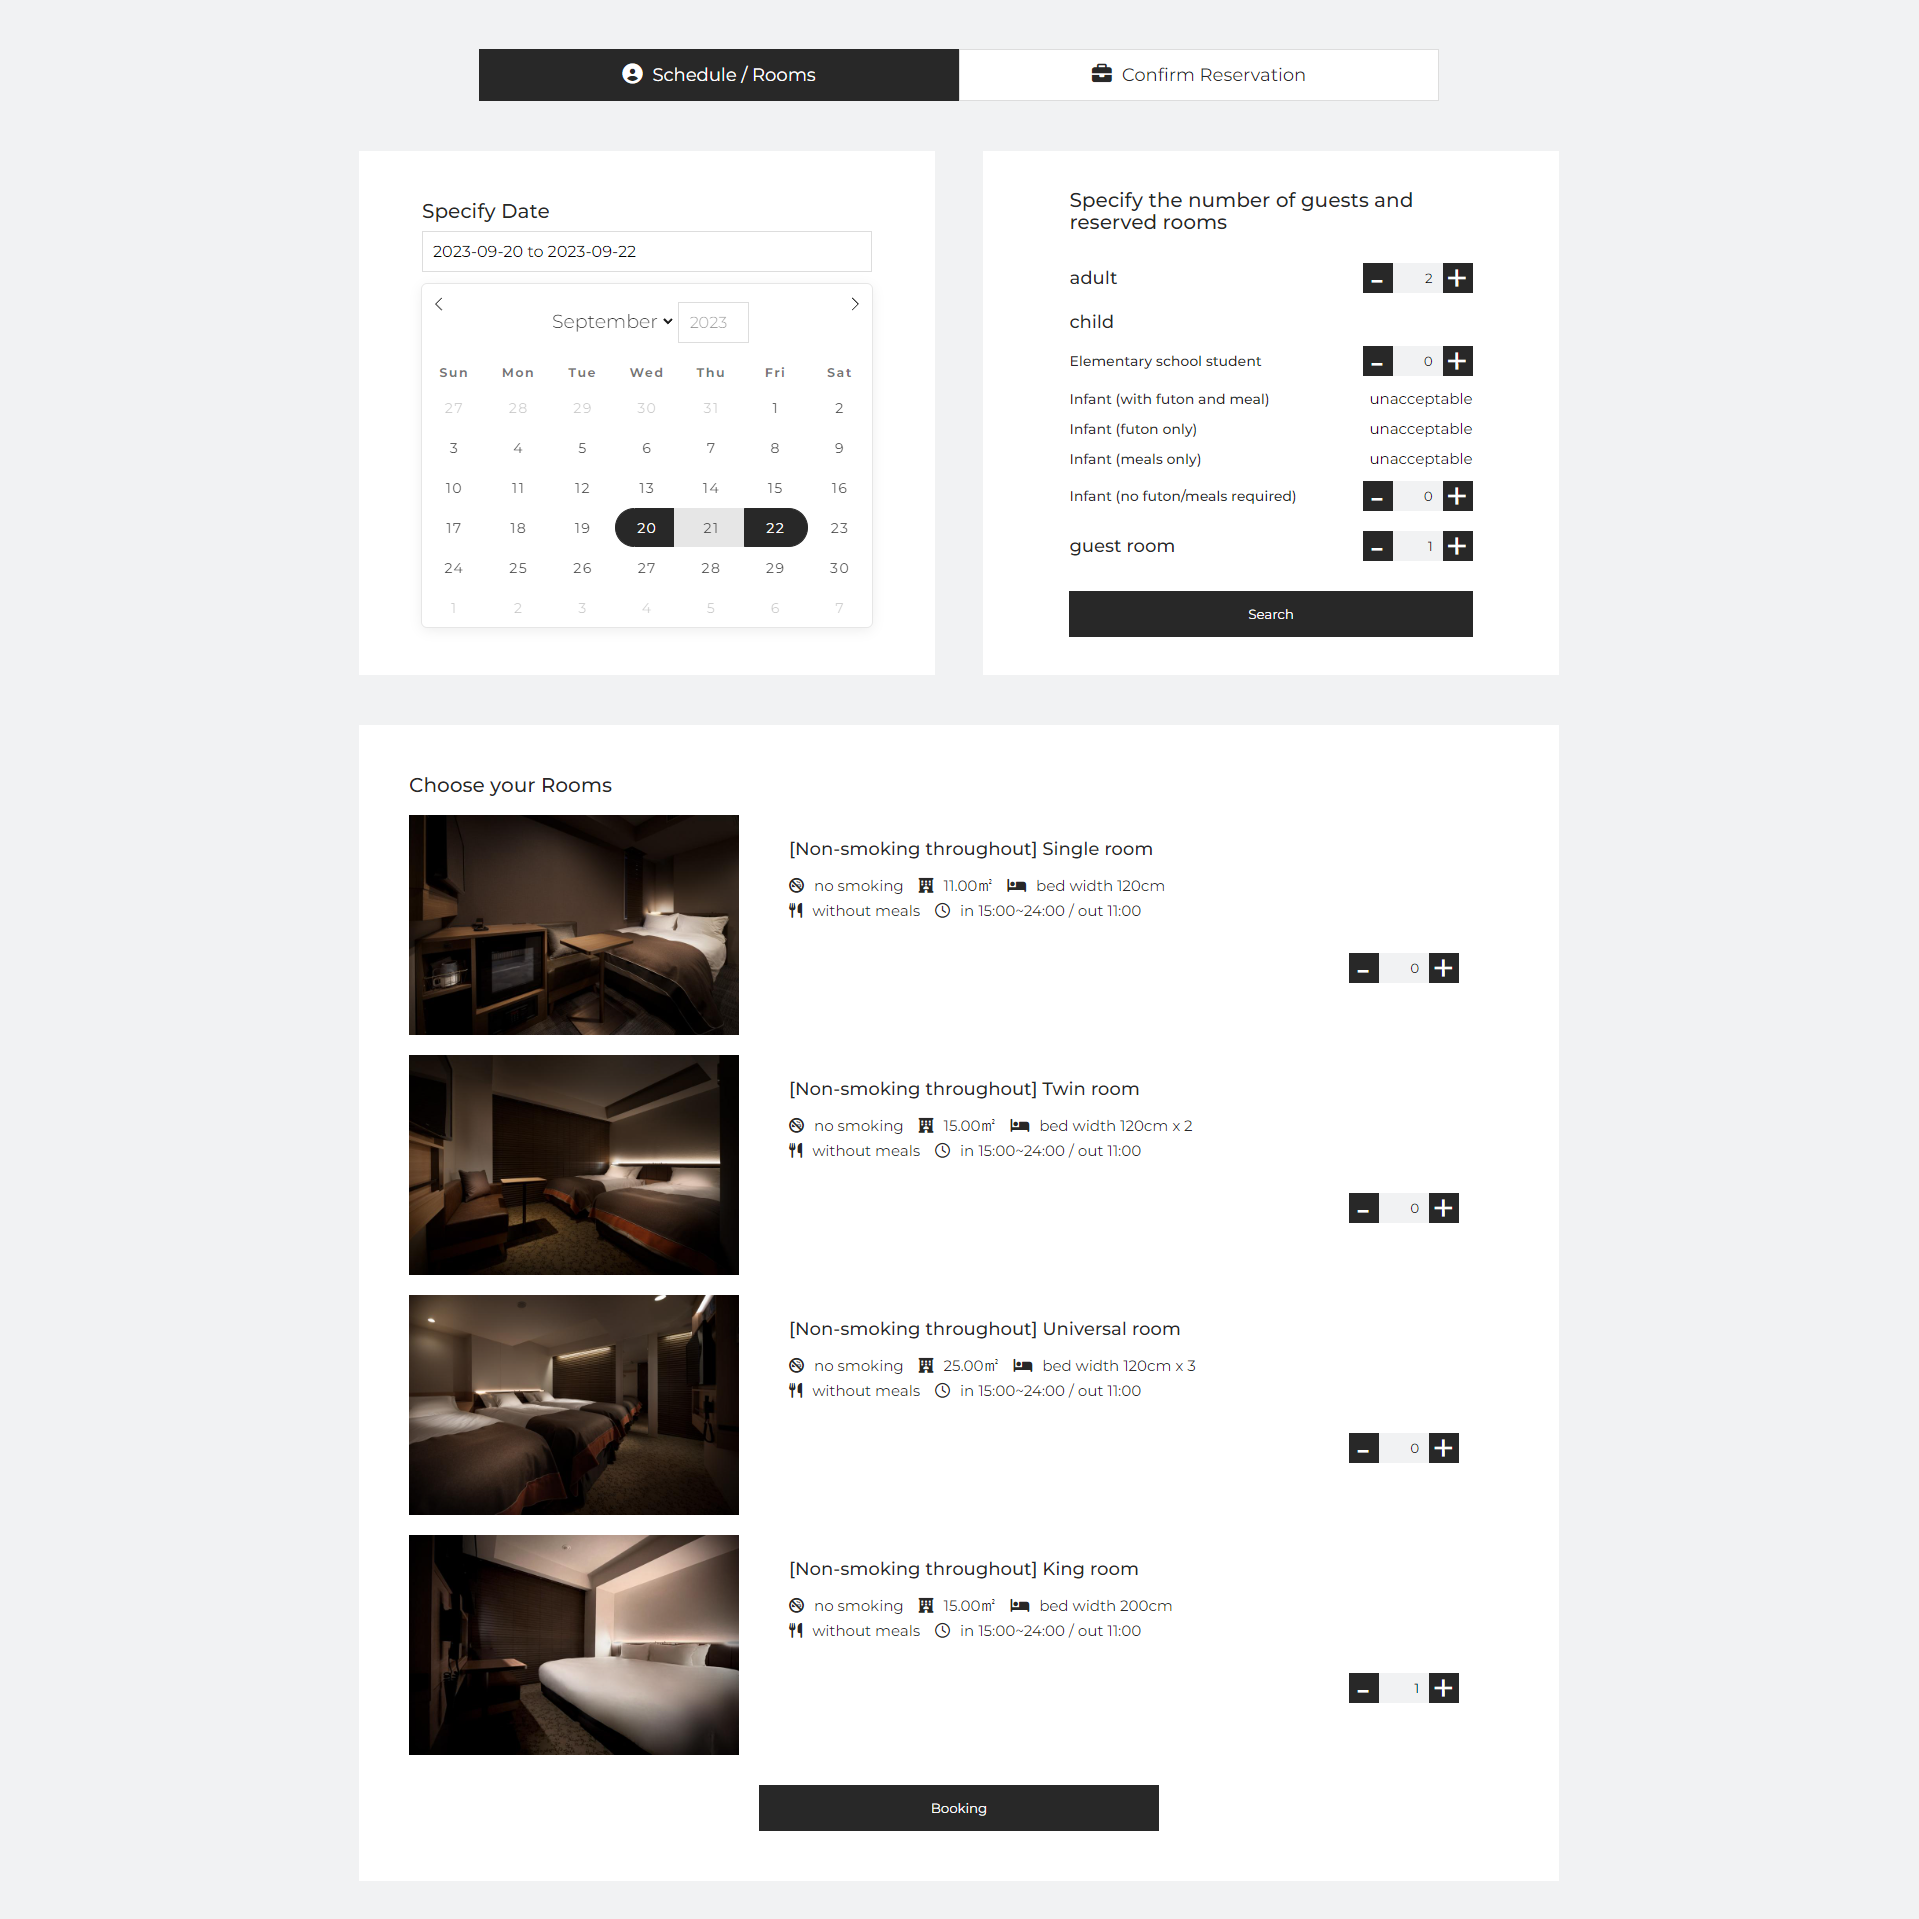 Schedule / Rooms
Confirm Reservation
Specify Date
2023-09-20 to 2023-09-22
September 2023
Sun Mon Tue Wed Thu Fri Sat
27 28 29 30 31 1 2
3 4 5 6 7 8 9
10 11 12 13 14 15 16
17 18 19 20 21 22 23
24 25 26 27 28 29 30
1 2 3 4 5 6 7
Specify the number of guests and
reserved rooms
adult - 2 +
child
Elementary school student - 0 +
Infant (with futon and meal) unacceptable
Infant (futon only) unacceptable
Infant (meals only) unacceptable
Infant (no futon/meals required) - 0 +
guest room - 1 +
Search
Choose your Rooms
[Non-smoking throughout] Single room
no smoking 11.00㎡ bed width 120cm
without meals in 15:00~24:00 / out 11:00
- 0 +
[Non-smoking throughout] Twin room
no smoking 15.00㎡ bed width 120cm x 2
without meals in 15:00~24:00 / out 11:00
- 0 +
[Non-smoking throughout] Universal room
no smoking 25.00㎡ bed width 120cm x 3
without meals in 15:00~24:00 / out 11:00
- 0 +
[Non-smoking throughout] King room
no smoking 15.00㎡ bed width 200cm
without meals in 15:00~24:00 / out 11:00
- 1 +
Booking